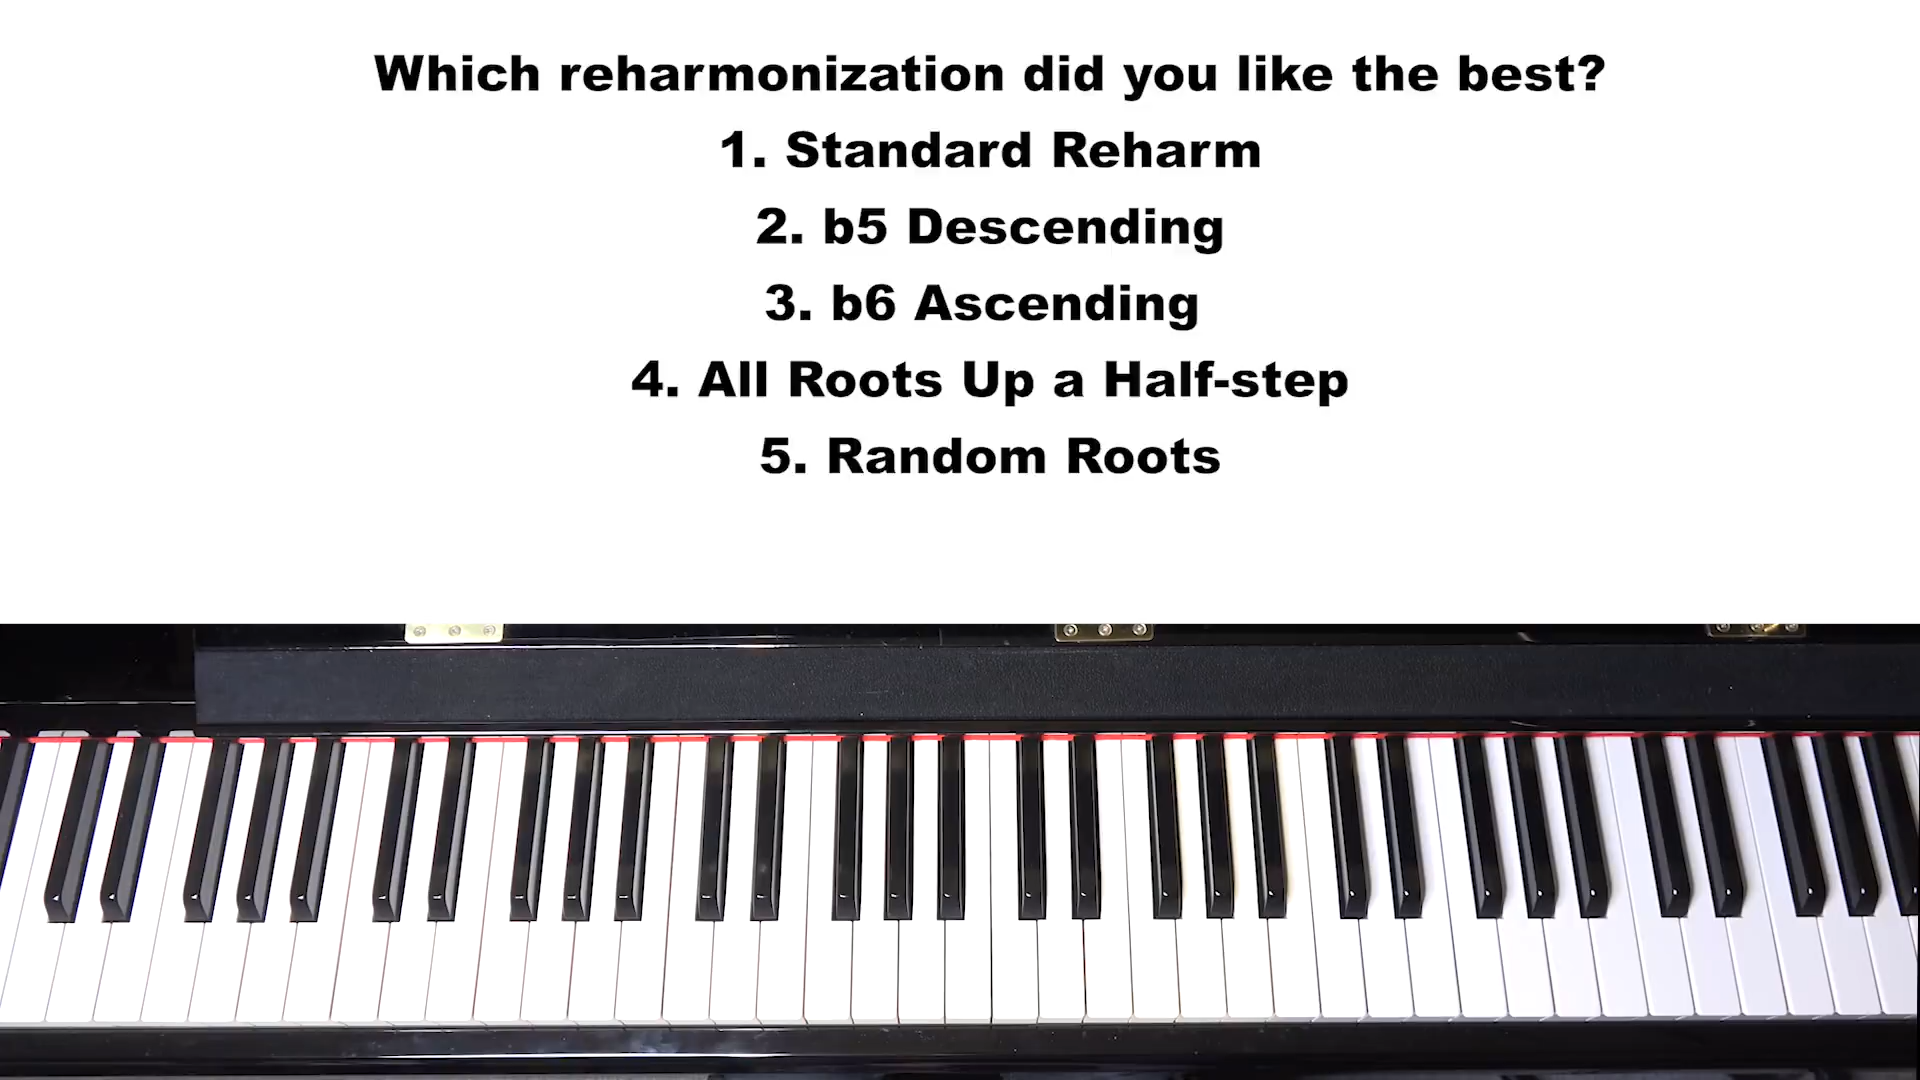 Which reharmonization did you like the best?
1. Standard Reharm
2. b5 Descending
3. b6 Ascending
4. All Roots Up a Half-step
5. Random Roots